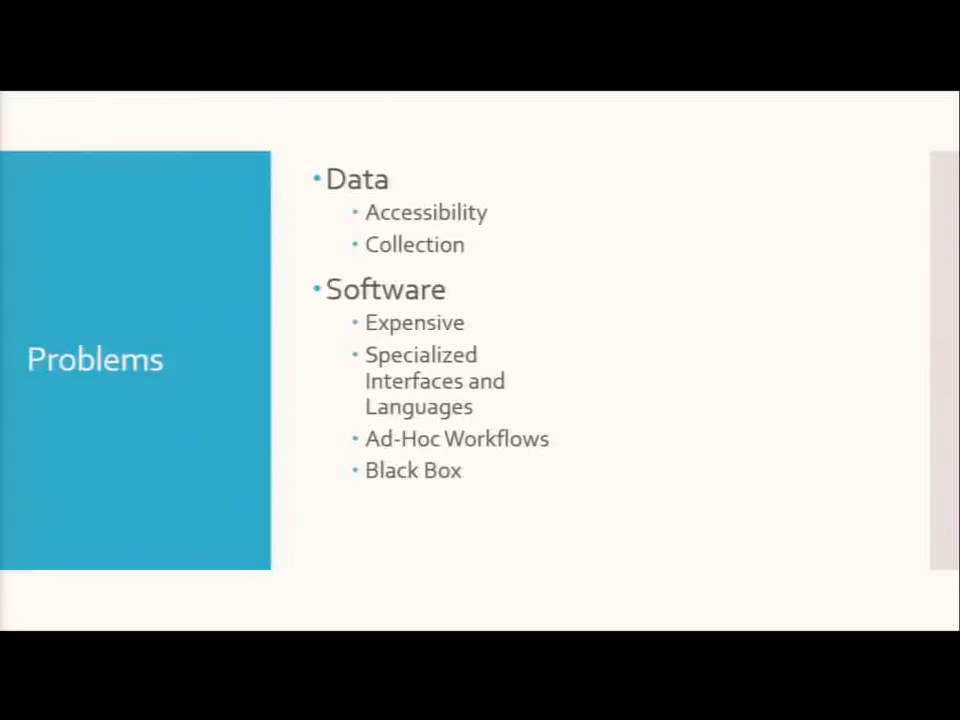 Problems
• Data
• Accessibility
• Collection
• Software
• Expensive
• Specialized
Interfaces and
Languages
• Ad-Hoc Workflows
• Black Box